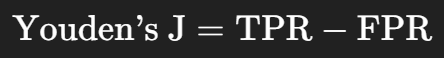 Youden’s J = TPR – FPR